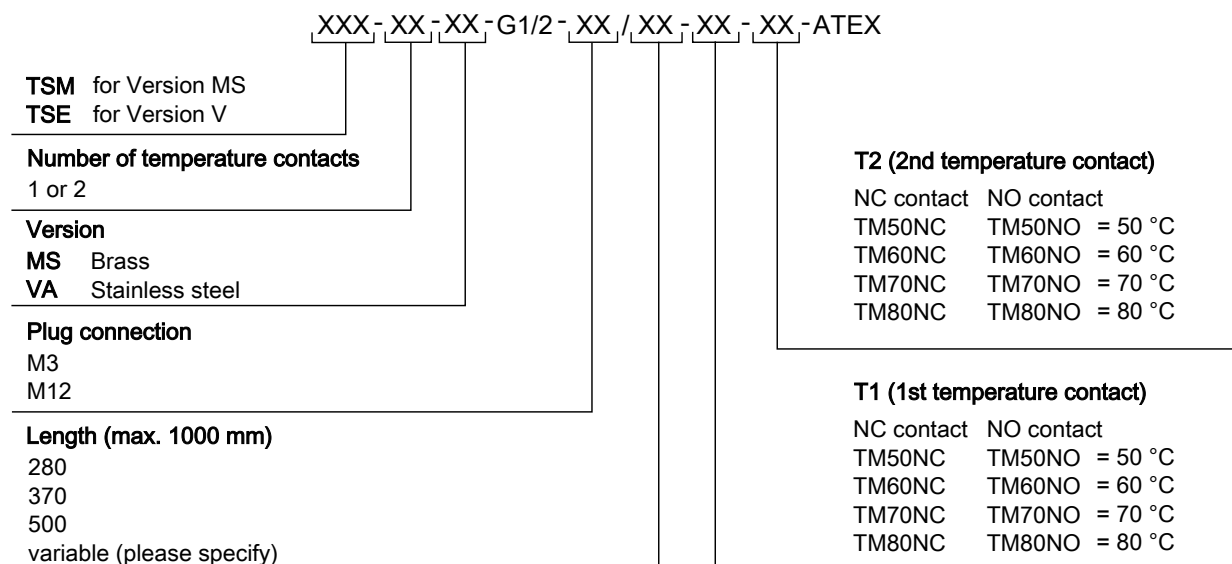 XXX-XX-XX-G1/2-XX/XX-XX-XX-ATEX
TSM for Version MS
TSE for Version V
Number of temperature contacts
1 or 2
Version
MS Brass
VA Stainless steel
Plug connection
M3
M12
Length (max. 1000 mm)
280
370
500
variable (please specify)
T2 (2nd temperature contact)
NC contact NO contact
TM50NC TM50NO = 50 °C
TM60NC TM60NO = 60 °C
TM70NC TM70NO = 70 °C
TM80NC TM80NO = 80 °C
T1 (1st temperature contact)
NC contact NO contact
TM50NC TM50NO = 50 °C
TM60NC TM60NO = 60 °C
TM70NC TM70NO = 70 °C
TM80NC TM80NO = 80 °C